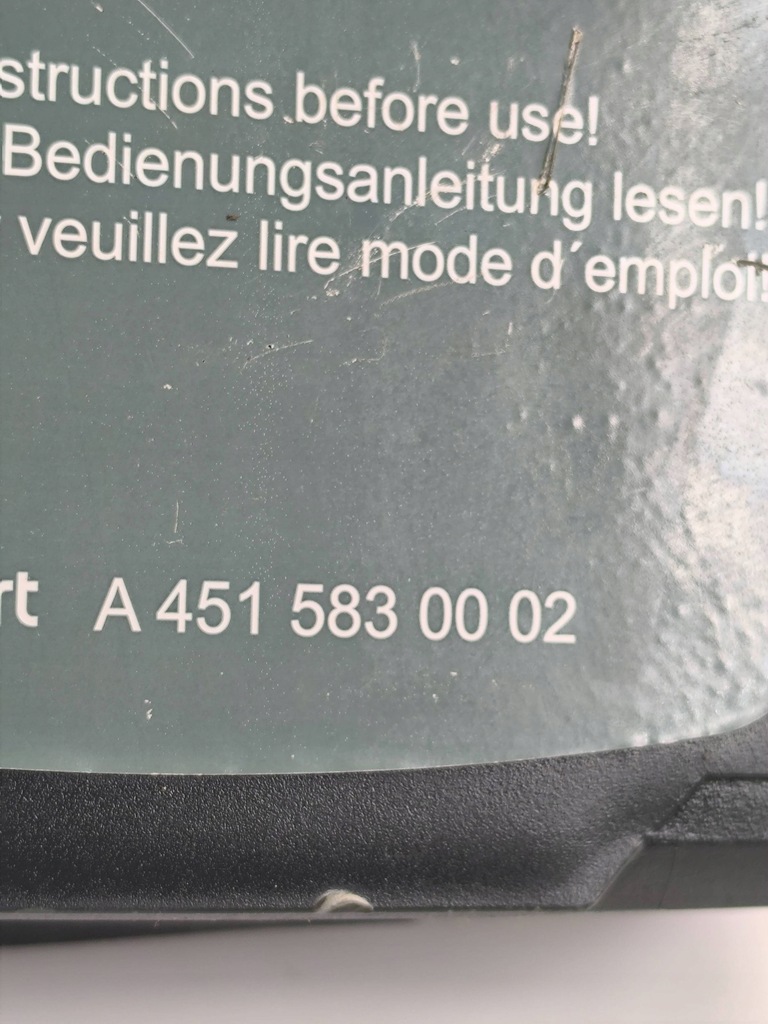 structions before use!
Bedienungsanleitung lesen!
veuillez lire mode d´emploi!
rt A 451 583 00 02